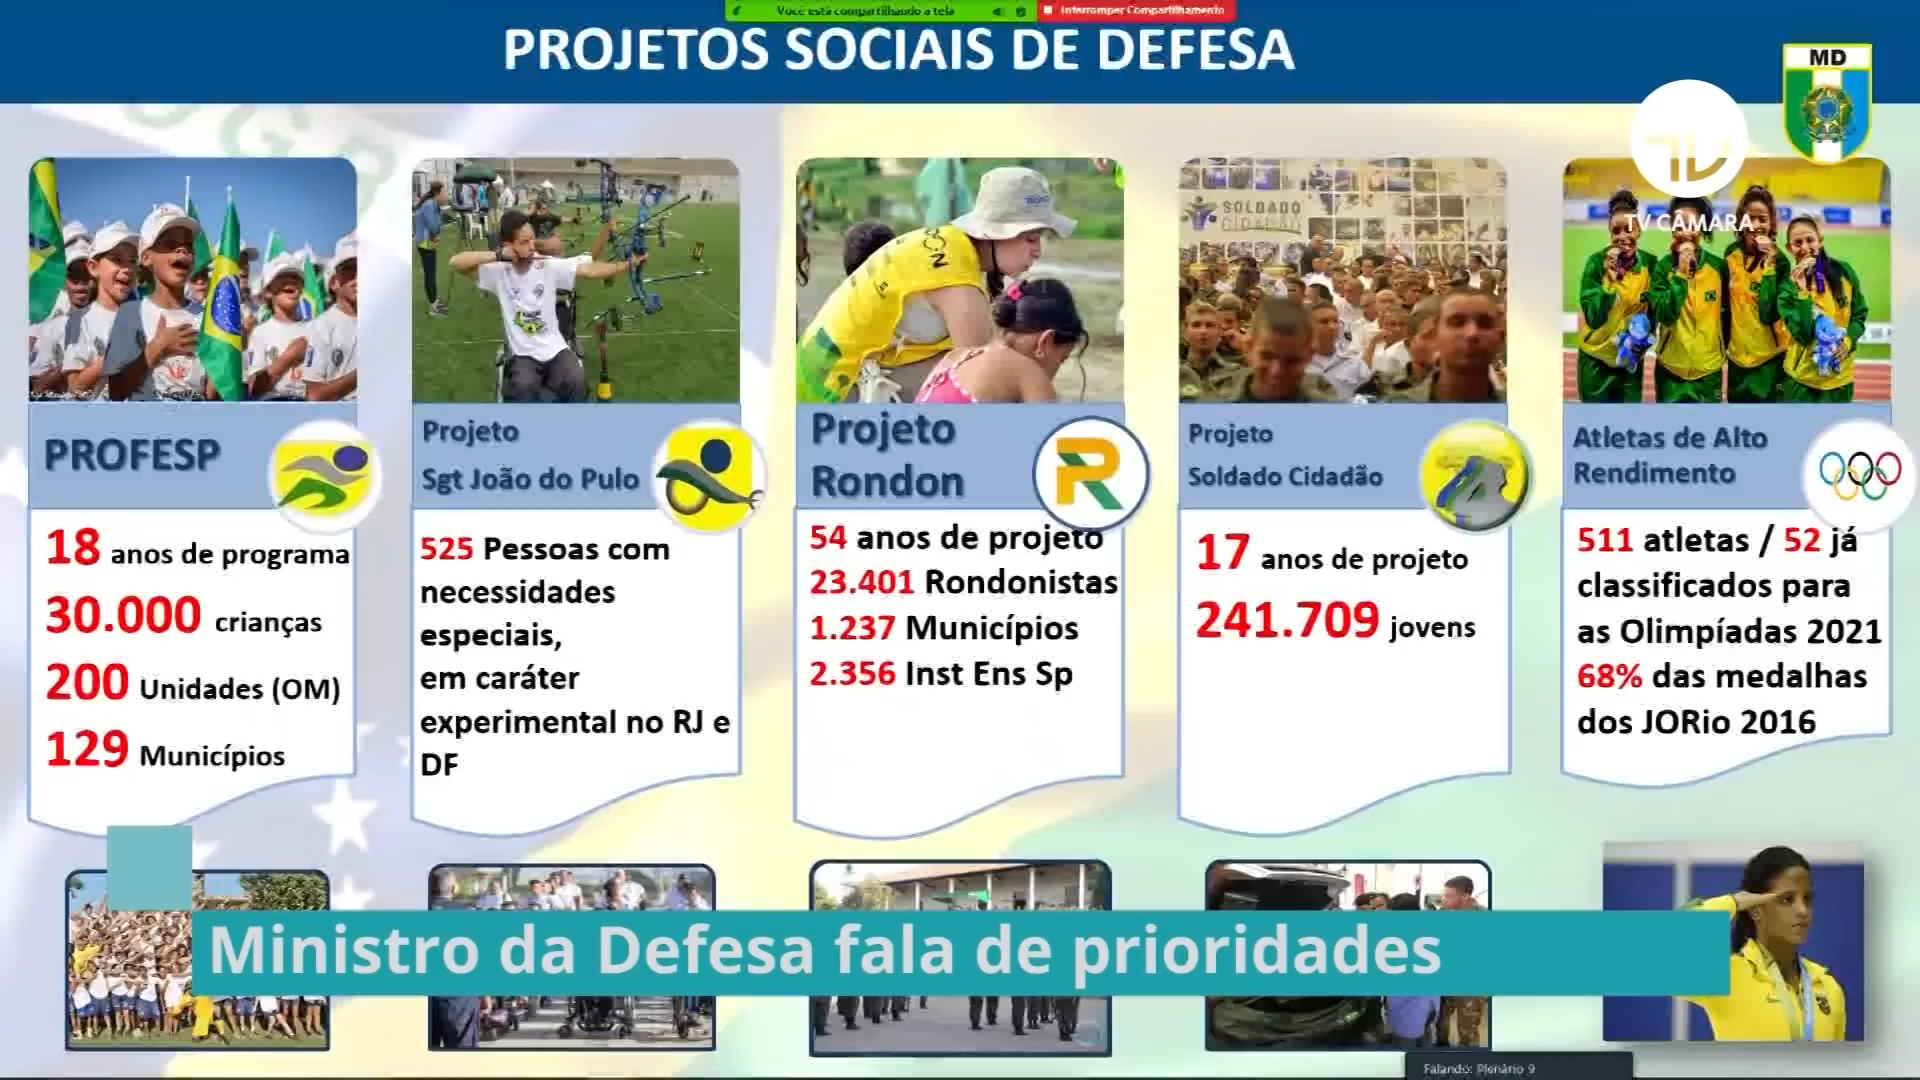 Você está compartilhando a tela
Interromper Compartilhamento
PROJETOS SOCIAIS DE DEFESA
MD
TV CÂMARA
SOLDADO
CIDADÃO
PROFESP
18 anos de programa
30.000 crianças
200 Unidades (OM)
129 Municípios
Projeto
Sgt João do Pulo
525 Pessoas com
necessidades
especiais,
em caráter
experimental no RJ e
DF
Projeto
Rondon
54 anos de projeto
23.401 Rondonistas
1.237 Municípios
2.356 Inst Ens Sp
Projeto
Soldado Cidadão
17 anos de projeto
241.709 jovens
Atletas de Alto
Rendimento
511 atletas / 52 já
classificados para
as Olimpíadas 2021
68% das medalhas
dos JORio 2016
Ministro da Defesa fala de prioridades
Falando: Plenário 9